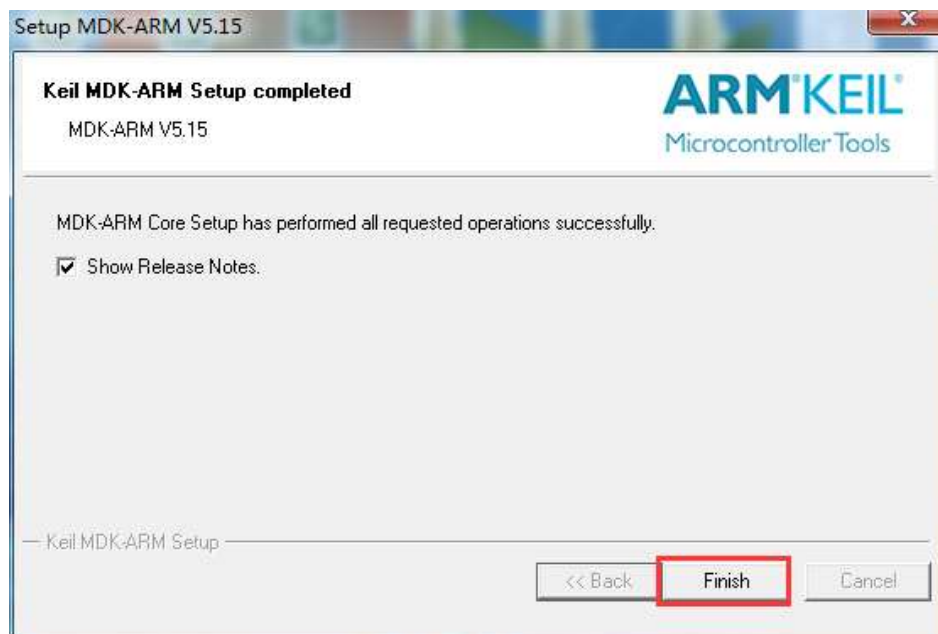 Setup MDK-ARM V5.15
Keil MDK-ARM Setup completed
MDK-ARM V5.15
ARM®KEIL®
Microcontroller Tools
MDK-ARM Core Setup has performed all requested operations successfully.
Show Release Notes.
Keil MDK-ARM Setup
<< Back
Finish
Cancel